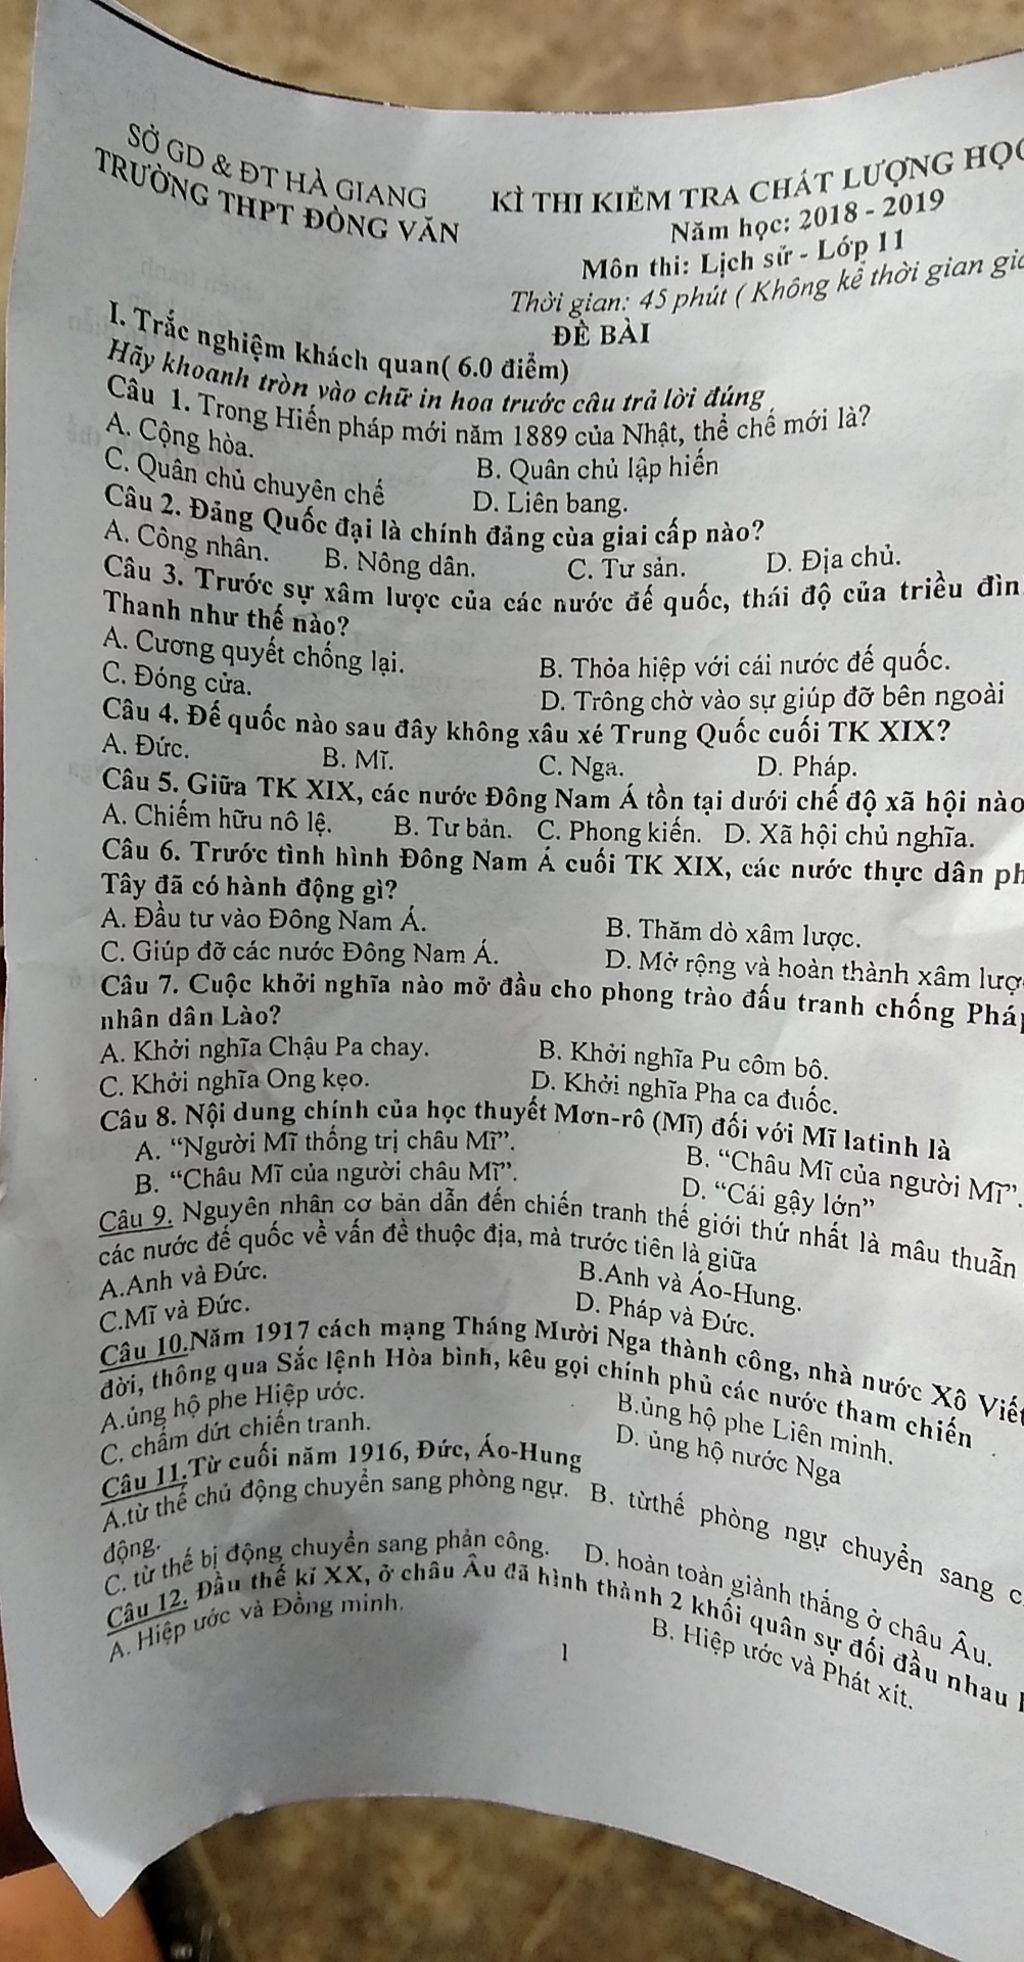 SỞ GD & ĐT HÀ GIANG
TRƯỜNG THPT ĐỒNG VĂN
KÌ THI KIỂM TRA CHẤT LƯỢNG
Năm học: 2018 - 2019
Môn thi: Lịch sử - Lớp 11
Thời gian: 45 phút ( Không kể thời gian
ĐỀ BÀI
I. Trắc nghiệm khách quan( 6.0 điểm)
Hãy khoanh tròn vào chữ in hoa trước câu trả lời đúng
Câu 1. Trong Hiến pháp mới năm 1889 của Nhật, thể chế mới là?
A. Cộng hòa.
B. Quân chủ lập hiến
C. Quân chủ chuyên chế
D. Liên bang.
Câu 2. Đảng Quốc đại là chính đảng cùa giai cấp nào?
A. Công nhân. B. Nông dân. C. Tư sản. D. Địa chủ.
Câu 3. Trước sự xâm lược của các nước đế quốc, thái độ của triều
Thanh như thế nào?
A. Cương quyết chống lại. B. Thỏa hiệp với cái nước đế quốc.
C. Đóng cửa. D. Trông chờ vào sự giúp đỡ bên ngoài
Câu 4. Đế quốc nào sau đây không xâu xé Trung Quốc cuối TK XIX?
A. Đức. B. Mĩ. C. Nga. D. Pháp.
Câu 5. Giữa TK XIX, các nước Đông Nam Á tồn tại dưới chế độ xã hội nào
A. Chiếm hữu nô lệ. B. Tư bản. C. Phong kiến. D. Xã hội chủ nghĩa.
Câu 6. Trước tình hình Đông Nam Á cuối TK XIX, các nước thực dân
Tây đã có hành động gì?
A. Đầu tư vào Đông Nam Á. B. Thăm dò xâm lược.
C. Giúp đỡ các nước Đông Nam Á. D. Mở rộng và hoàn thành xâm
Câu 7. Cuộc khởi nghĩa nào mở đầu cho phong trào đấu tranh chống
nhân dân Lào?
A. Khởi nghĩa Chậu Pa chay. B. Khởi nghĩa Pu côm bô.
C. Khởi nghĩa Ong kẹo. D. Khởi nghĩa Pha ca đuốc.
Câu 8. Nội dung chính của học thuyết Mơn-rô (Mĩ) đối với Mĩ latinh là
A. “Người Mĩ thống trị châu Mĩ”. B. “Châu Mĩ của người Mĩ”.
B. “Châu Mĩ của người châu Mĩ”. D. “Cái gậy lớn”
Câu 9. Nguyên nhân cơ bản dẫn đến chiến tranh thế giới thứ nhất là mâu thuẫn
các nước đế quốc về vấn đề thuộc địa, mà trước tiên là giữa
A.Anh và Đức. B.Anh và Áo-Hung.
C.Mĩ và Đức. D. Pháp và Đức.
Câu 10.Năm 1917 cách mạng Tháng Mười Nga thành công, nhà nước Xô
đời, thông qua Sắc lệnh Hòa bình, kêu gọi chính phủ các nước tham chiến
A.ủng hộ phe Hiệp ước. B.ủng hộ phe Liên minh.
C. chấm dứt chiến tranh. D. ủng hộ nước Nga
Câu 11.Từ cuối năm 1916, Đức, Áo-Hung
A.từ thế chủ động chuyển sang phòng ngự. B. từthế phòng ngự chuyển sang
động.
C. từ thế bị động chuyển sang phản công. D. hoàn toàn giành thắng ở châu Âu.
Câu 12. Đầu thế kỉ XX, ở châu Âu đã hình thành 2 khối quân sự đối đầu nhau
A. Hiệp ước và Đồng minh. B. Hiệp ước và Phát xít.
1